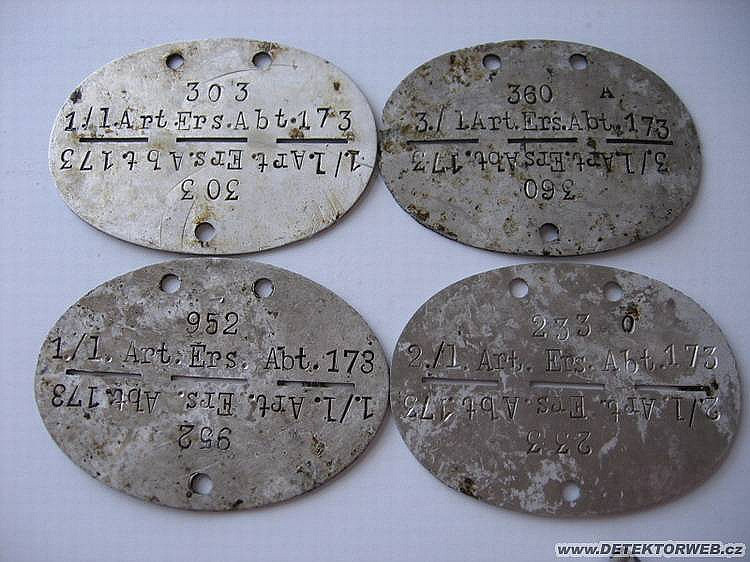 303
1./1.Art.Ers.Abt.173
1./1.Art.Ers.Abt.173
303
360 A
3./1Art.Ers.Abt.173
3./1.Art.Ers.Abt.173
360
952
1./1. Art. Ers. Abt.173
1./1. Art. Ers. Abt.173
952
233 0
2./1. Art. Ers. Abt.173
2./1. Art. Ers. Abt.173
233
www.DETEKTORWEB.cz